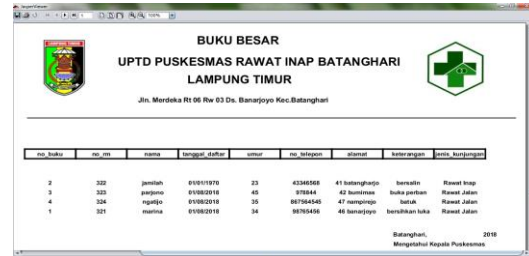 JasperViewer
100%
BUKU BESAR
UPTD PUSKESMAS RAWAT INAP BATANGHARI
LAMPUNG TIMUR
Jln. Merdeka Rt 06 Rw 03 Ds. Banarjoyo Kec.Batanghari
no_buku no_rm nama tanggal_daftar umur no_telepon alamat keterangan jenis_kunjungan
2 322 jamilah 01/01/1970 23 43346568 41 batangharjo bersalin Rawat Inap
3 323 parjono 01/08/2018 45 978844 42 bumimas buka perban Rawat Jalan
4 324 ngatijo 01/08/2018 35 867564545 47 nampirejo batuk Rawat Jalan
1 321 marina 01/08/2018 34 98765456 46 banarjoyo bersihkan luka Rawat Jalan
Batanghari, 2018
Mengetahui Kepala Puskesmas